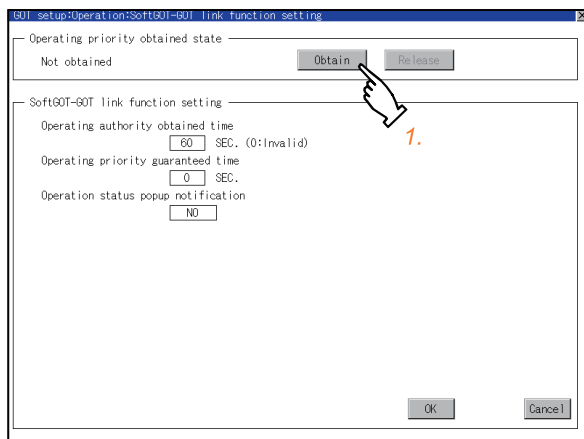 GOT setup:Operation:SoftGOT-GOT link function setting
Operating priority obtained state
Not obtained
Obtain
Release
SoftGOT-GOT link function setting
Operating authority obtained time
60 SEC. (0:Invalid)
Operating priority guaranteed time
0 SEC.
Operation status popup notification
NO
1.
OK
Cancel